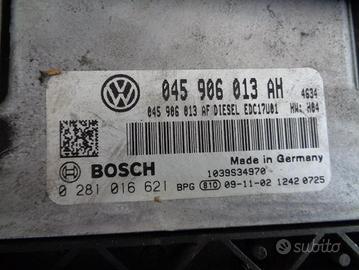 045 906 013 AH 4634
045 906 013 AF DIESEL EDC17U01 HW: H04
Made in Germany
BOSCH 1039S34970
0 281 016 621 BPG 810 09-11-02 1242 0725
subito